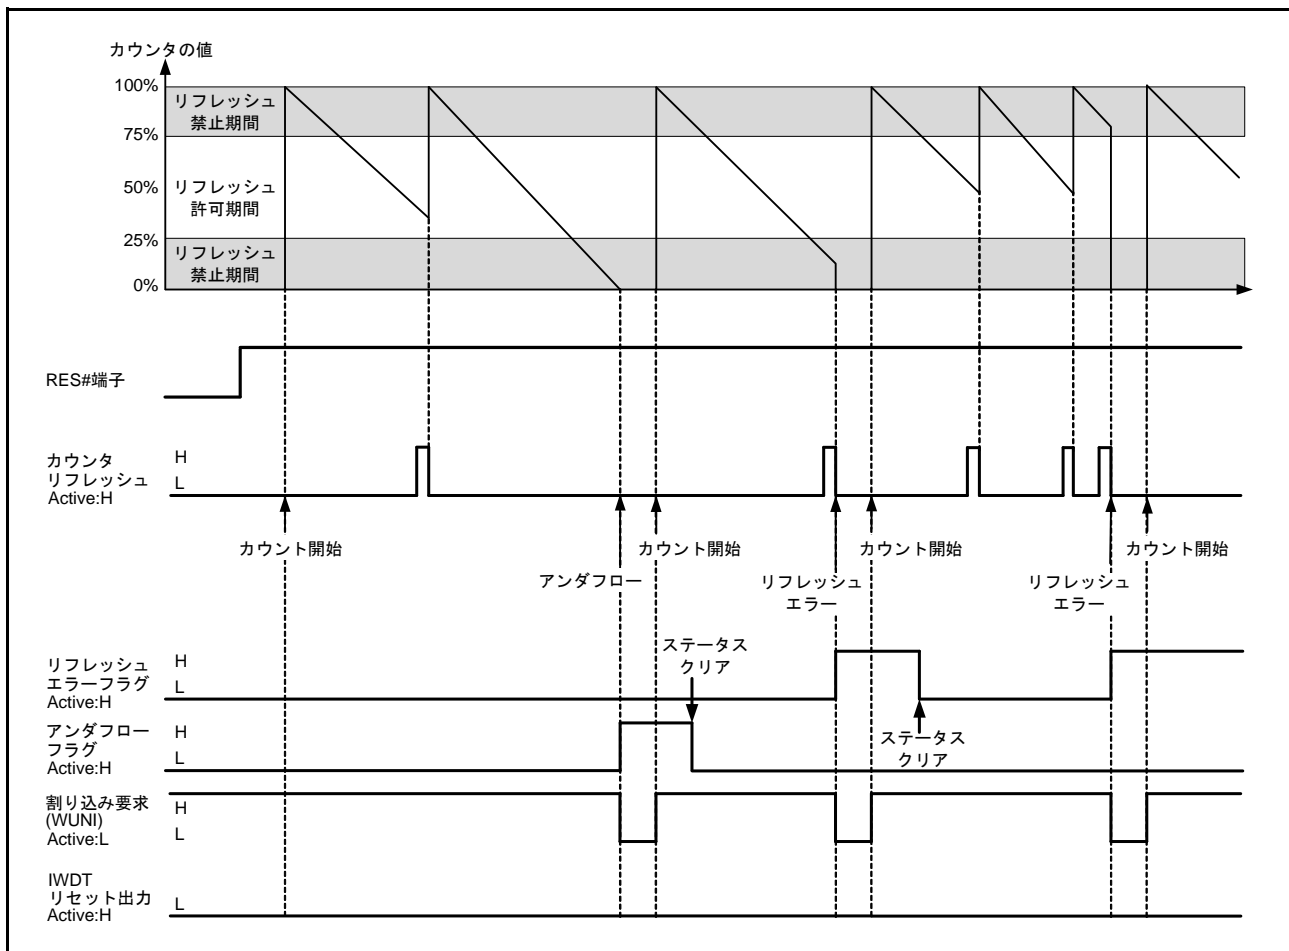 カウンタの値
100%
リフレッシュ
禁止期間
75%
50%
リフレッシュ
許可期間
25%
リフレッシュ
禁止期間
0%
RES#端子
カウンタ
リフレッシュ
Active:H
H
L
カウント開始
アンダフロー
カウント開始
リフレッシュ
エラー
カウント開始
リフレッシュ
エラー
カウント開始
リフレッシュ
エラーフラグ
Active:H
H
L
ステータス
クリア
アンダフロー
フラグ
Active:H
H
L
ステータス
クリア
割り込み要求
(WUNI)
Active:L
H
L
IWDT
リセット出力
Active:H
L